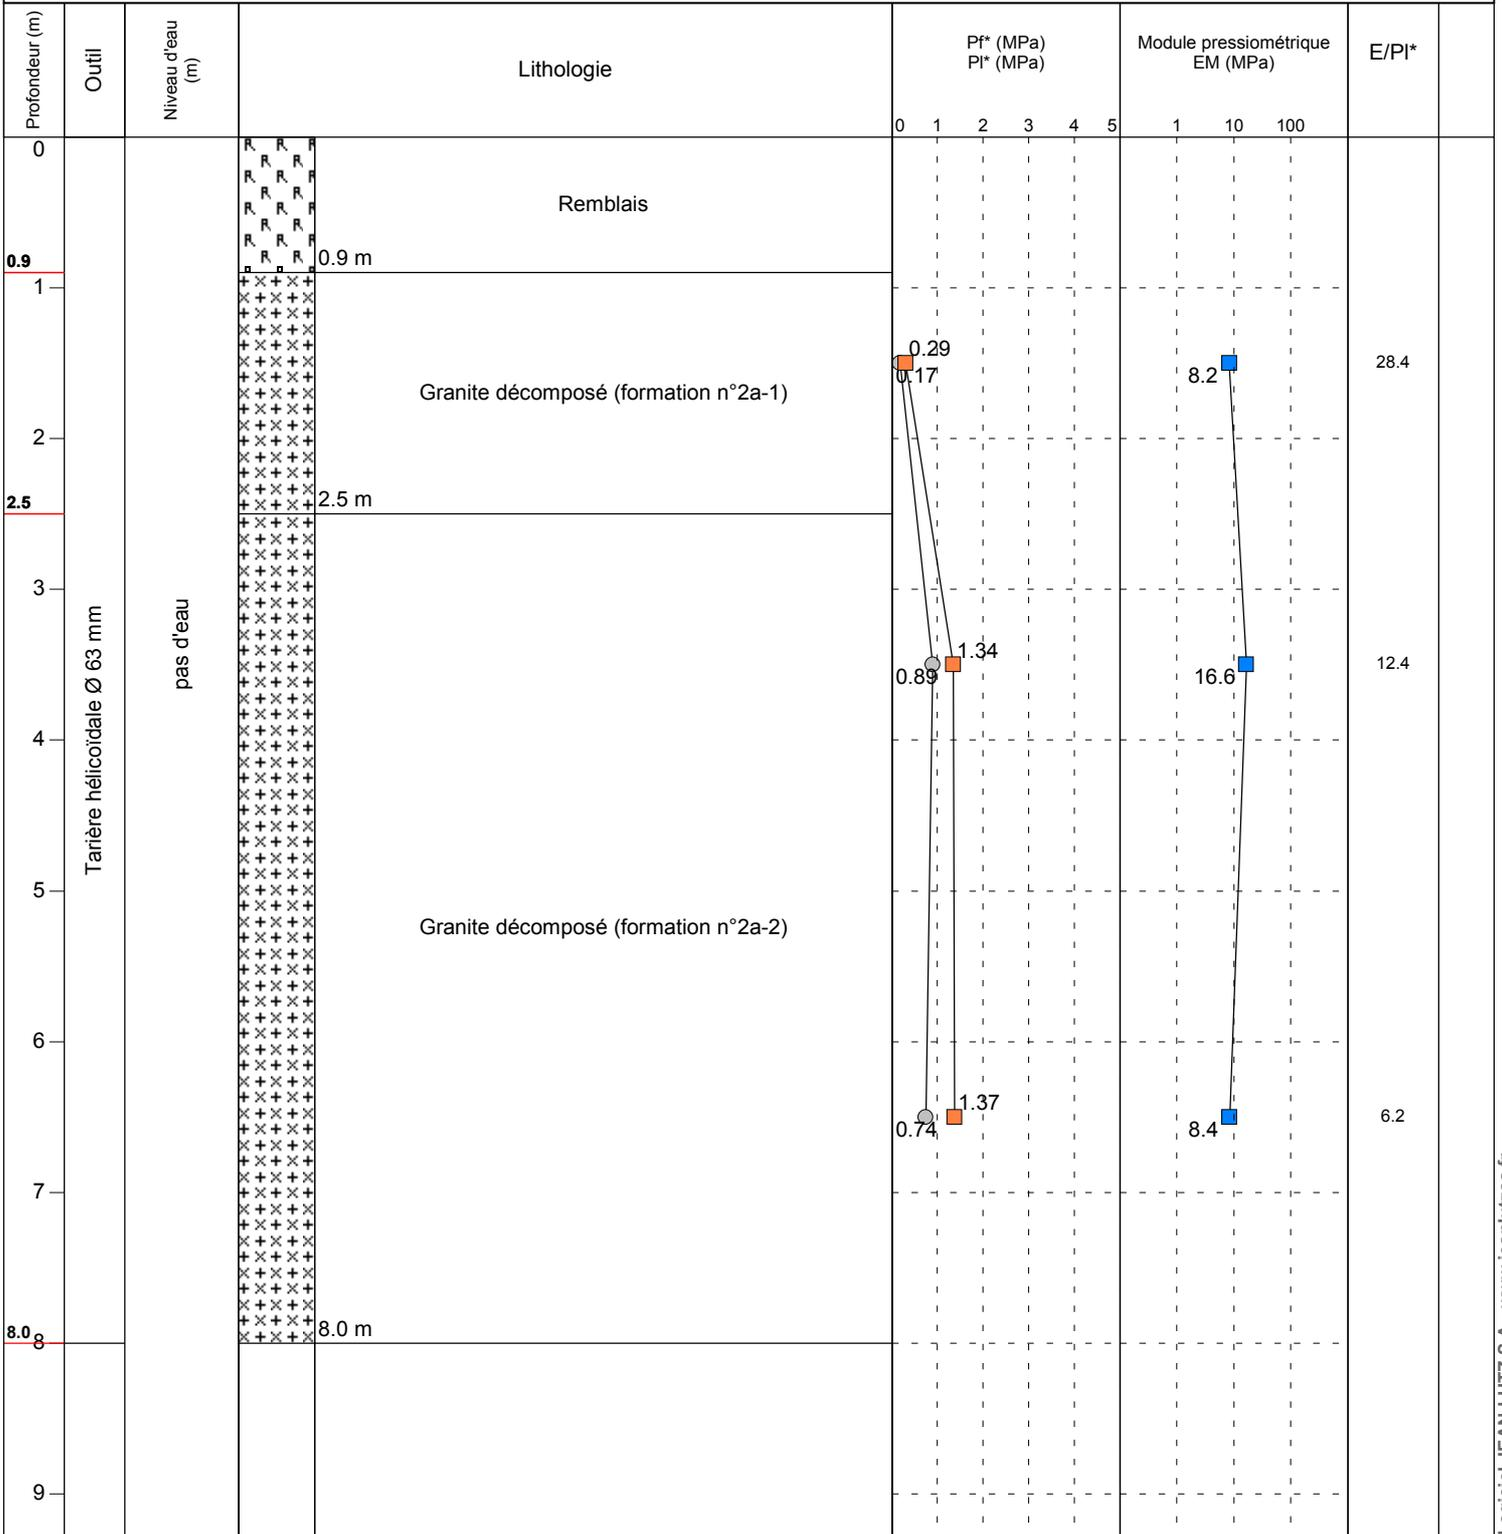 Profondeur (m)
Outil
Niveau d'eau
(m)
Lithologie
Pf* (MPa)
Pl* (MPa)
Module pressiométrique
EM (MPa)
E/Pl*
0 1 2 3 4 5
1 10 100
0
Remblais
0.9 m
0.9
1
0.29
0.17
8.2
28.4
Granite décomposé (formation n°2a-1)
2
2.5 m
2.5
3
Tarière hélicoïdale Ø 63 mm
pas d'eau
1.34
0.89
16.6
12.4
4
5
Granite décomposé (formation n°2a-2)
6
1.37
0.74
8.4
6.2
7
8.0 m
8.0
8
9